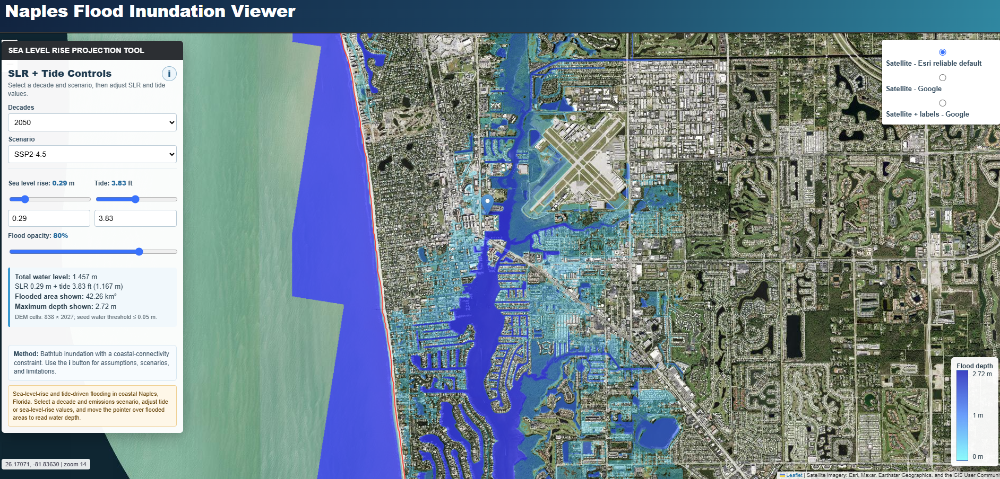 Naples Flood Inundation Viewer
SEA LEVEL RISE PROJECTION TOOL
SLR + Tide Controls
i
Select a decade and scenario, then adjust SLR and tide
values.
Decades
2050
Scenario
SSP2-4.5
Sea level rise: 0.29 m
Tide: 3.83 ft
0.29
3.83
Flood opacity: 80%
Total water level: 1.457 m
SLR 0.29 m + tide 3.83 ft (1.167 m)
Flooded area shown: 42.26 km²
Maximum depth shown: 2.72 m
DEM cells: 838 × 2027; seed water threshold ≤ 0.05 m.
Method: Bathtub inundation with a coastal-connectivity
constraint. Use the i button for assumptions, scenarios,
and limitations.
Sea-level-rise and tide-driven flooding in coastal Naples,
Florida. Select a decade and emissions scenario, adjust tide
or sea-level-rise values, and move the pointer over flooded
areas to read water depth.
26.17071, -81.83630 | zoom 14
Satellite - Esri reliable default
Satellite - Google
Satellite + labels - Google
Flood depth
2.72 m
1 m
0 m
Leaflet | Satellite imagery: Esri, Maxar, Earthstar Geographics, and the GIS User Communi